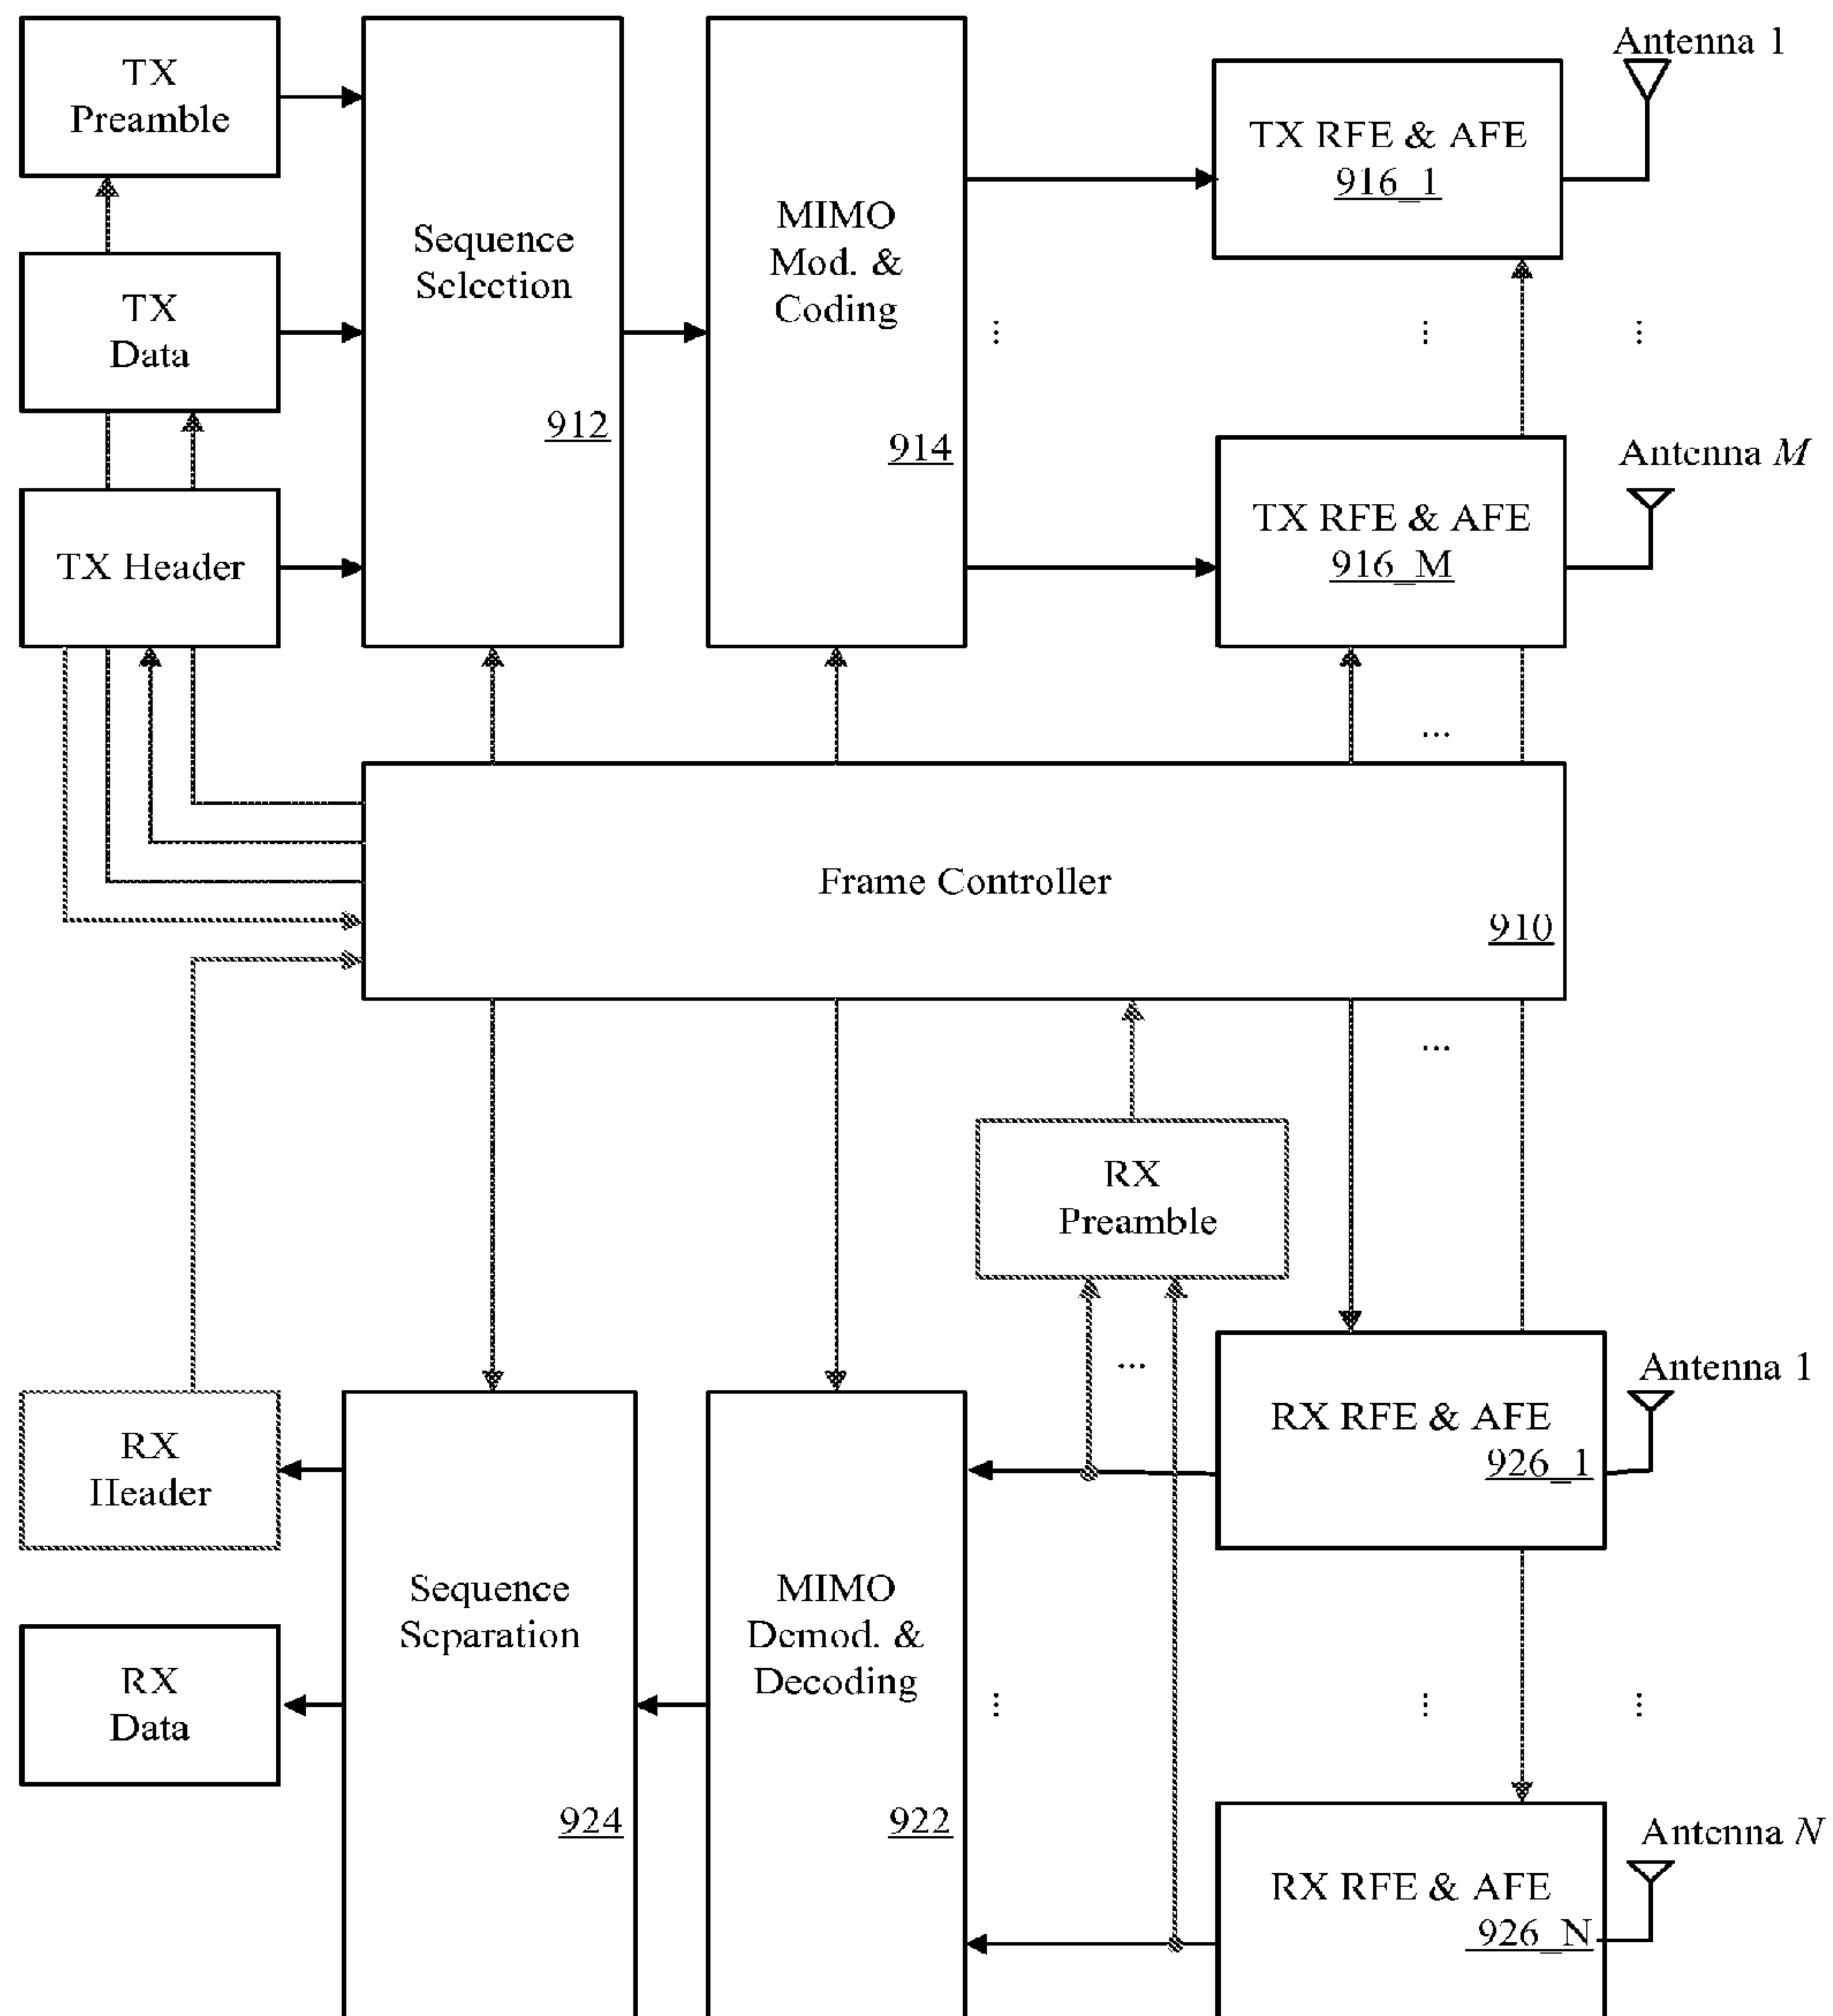 TX
Preamble
TX
Data
TX Header
Sequence
Selection
912
MIMO
Mod. &
Coding
914
TX RFE & AFE
916_1
Antenna 1
⋮
⋮
⋮
TX RFE & AFE
916_M
Antenna M
...
Frame Controller
910
...
RX
Preamble
...
RX
Header
RX
Data
Sequence
Separation
924
MIMO
Demod. &
Decoding
922
RX RFE & AFE
926_1
Antenna 1
⋮
⋮
⋮
RX RFE & AFE
926_N
Antenna N